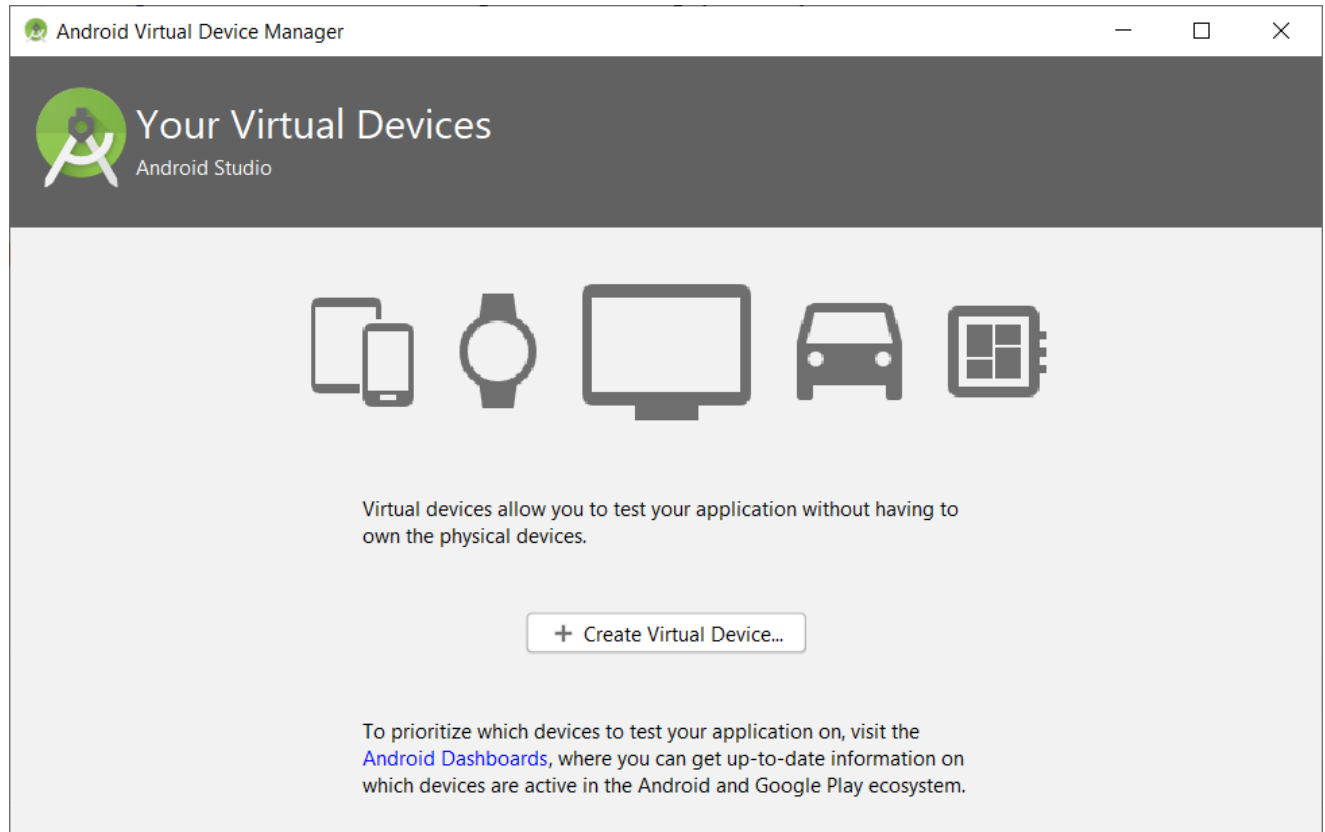 Android Virtual Device Manager
Your Virtual Devices
Android Studio
Virtual devices allow you to test your application without having to
own the physical devices.
+ Create Virtual Device...
To prioritize which devices to test your application on, visit the
Android Dashboards, where you can get up-to-date information on
which devices are active in the Android and Google Play ecosystem.